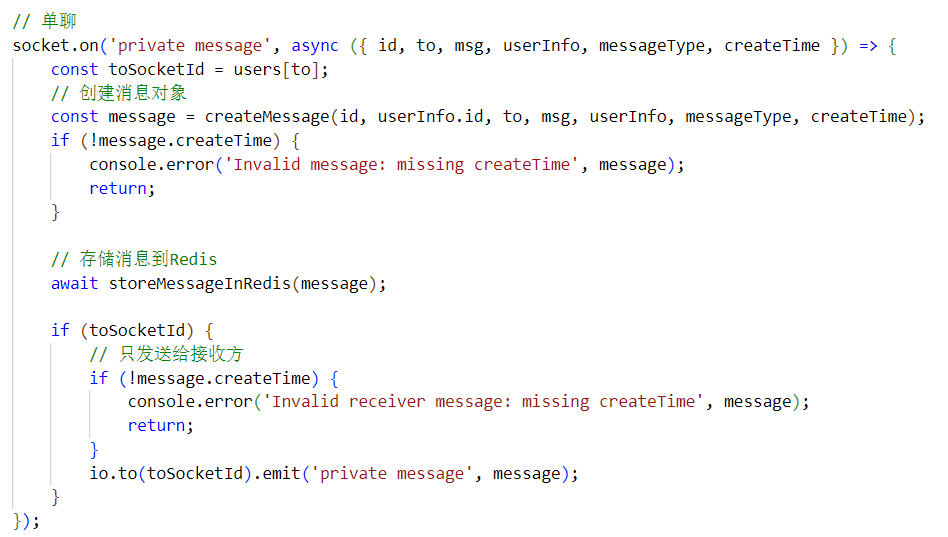 // 单聊
socket.on('private message', async ({ id, to, msg, userInfo, messageType, createTime }) => {
    const toSocketId = users[to];
    // 创建消息对象
    const message = createMessage(id, userInfo.id, to, msg, userInfo, messageType, createTime);
    if (!message.createTime) {
        console.error('Invalid message: missing createTime', message);
        return;
    }

    // 存储消息到Redis
    await storeMessageInRedis(message);

    if (toSocketId) {
        // 只发送给接收方
        if (!message.createTime) {
            console.error('Invalid receiver message: missing createTime', message);
            return;
        }
        io.to(toSocketId).emit('private message', message);
    }
});